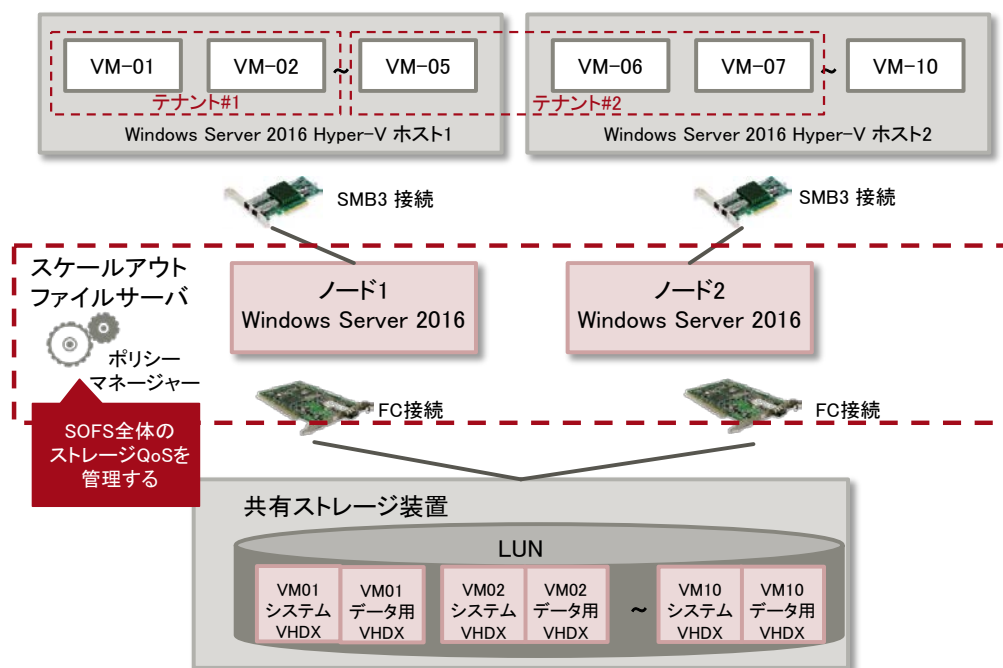 VM-01
VM-02
~
VM-05
VM-06
VM-07
~
VM-10
テナント#1
テナント#2
Windows Server 2016 Hyper-V ホスト1
Windows Server 2016 Hyper-V ホスト2
SMB3 接続
SMB3 接続
スケールアウト
ファイルサーバ
ノード1
Windows Server 2016
ノード2
Windows Server 2016
ポリシー
マネージャー
FC接続
FC接続
SOFS全体の
ストレージQoSを
管理する
共有ストレージ装置
LUN
VM01
システム
VHDX
VM01
データ用
VHDX
VM02
システム
VHDX
VM02
データ用
VHDX
~
VM10
システム
VHDX
VM10
データ用
VHDX